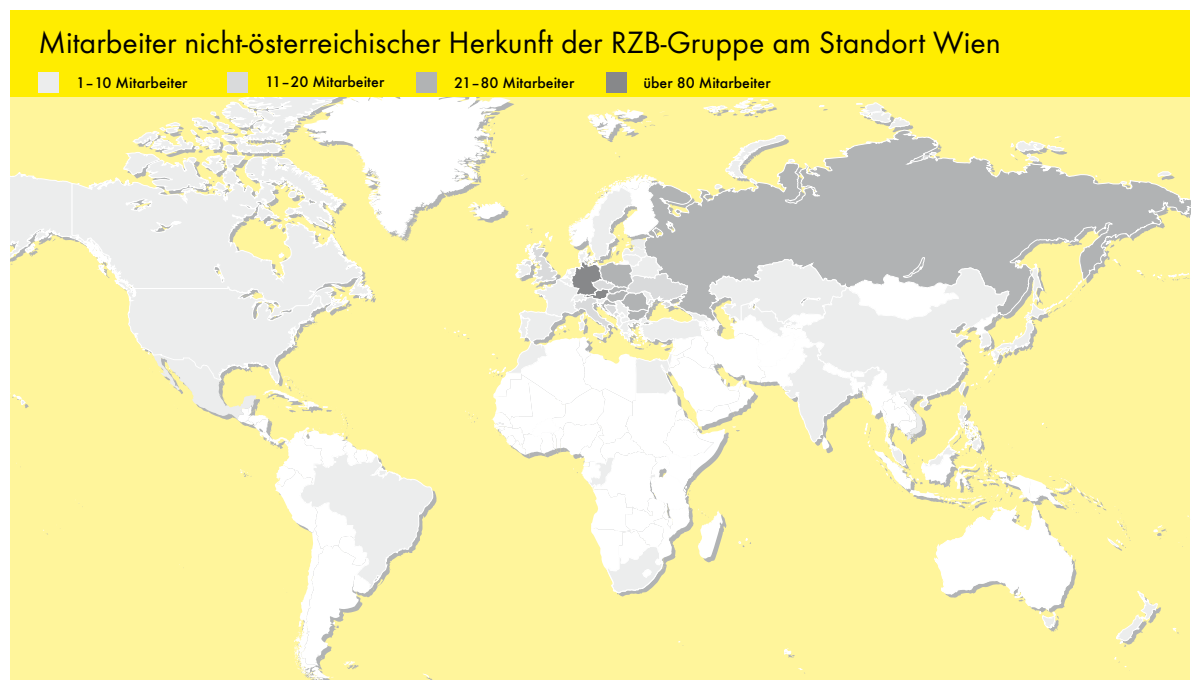 Mitarbeiter nicht-österreichischer Herkunft der RZB-Gruppe am Standort Wien
1–10 Mitarbeiter 11–20 Mitarbeiter 21–80 Mitarbeiter über 80 Mitarbeiter